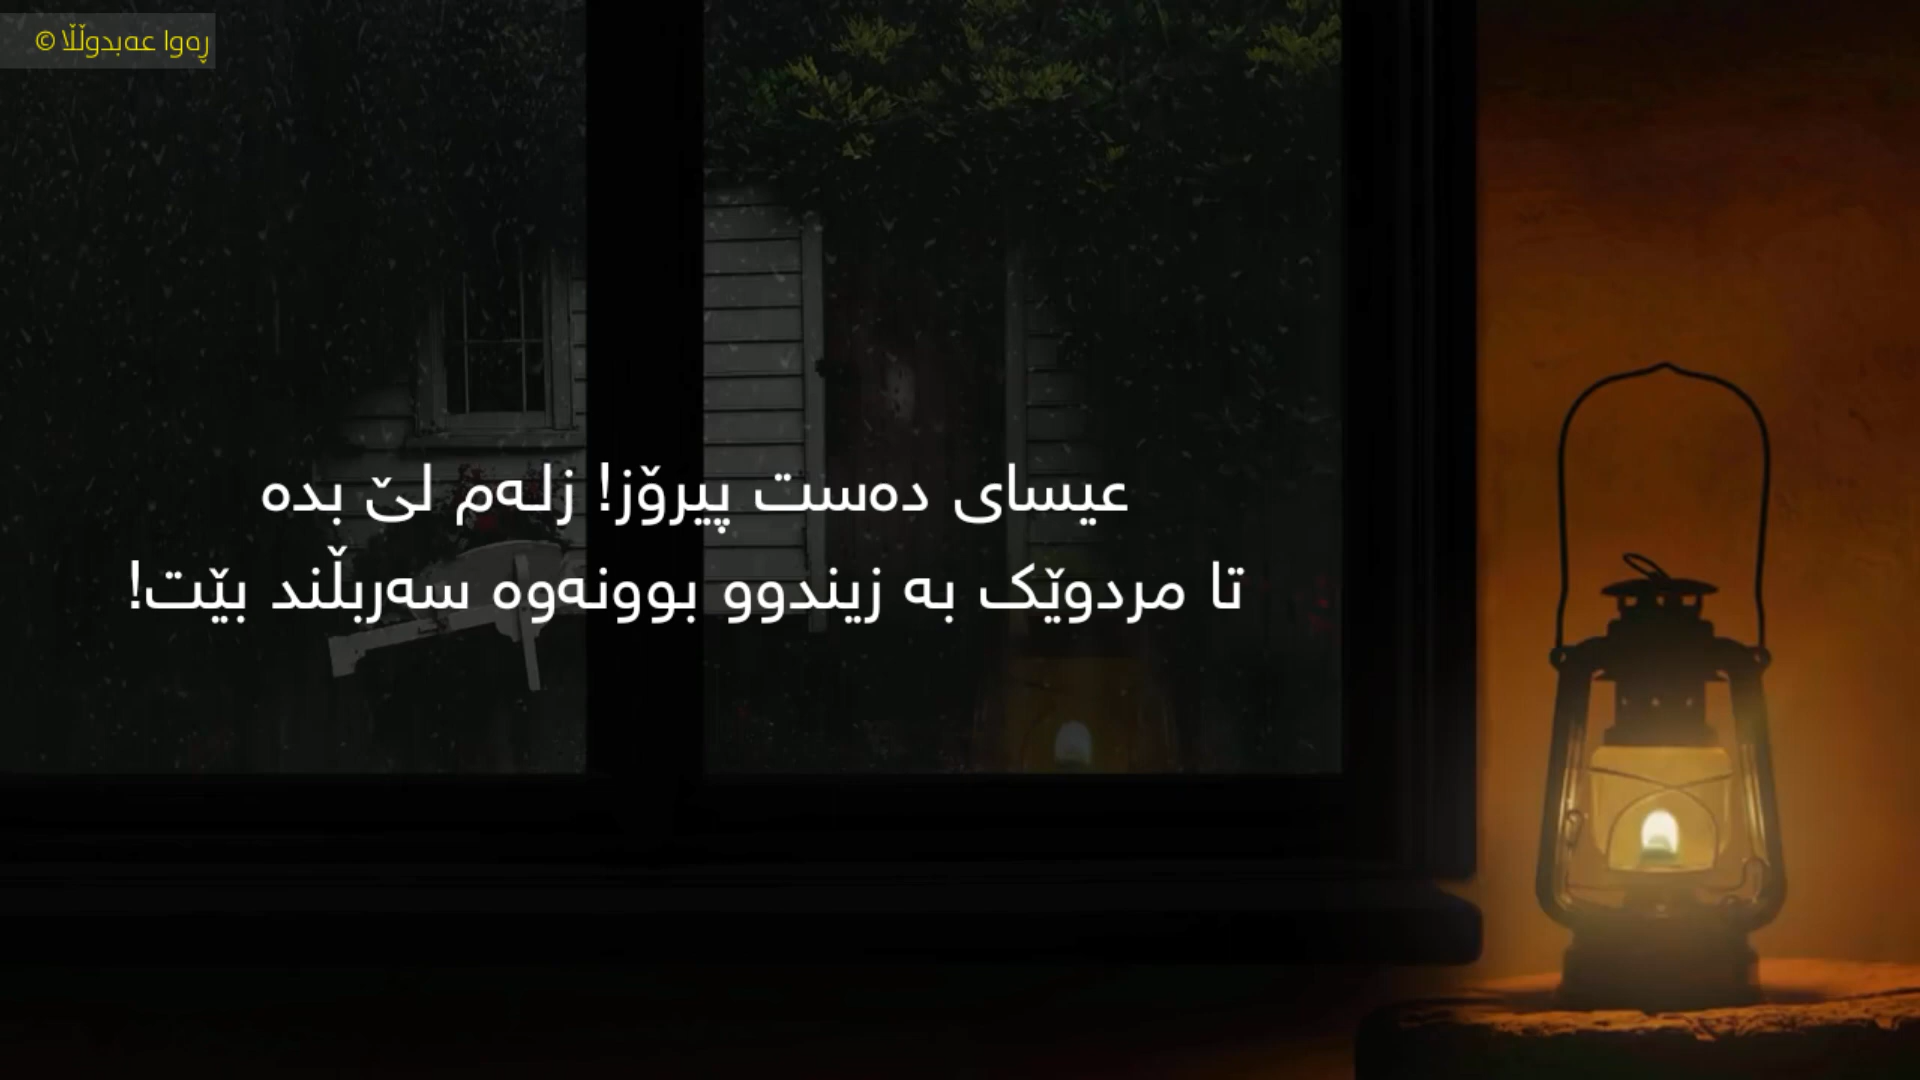 ڕەوا عەبدوڵڵا ©
عیسای دەست پیرۆز! زلەم لێ بدە
تا مردوێک بە زیندوو بوونەوە سەربڵند بێت!